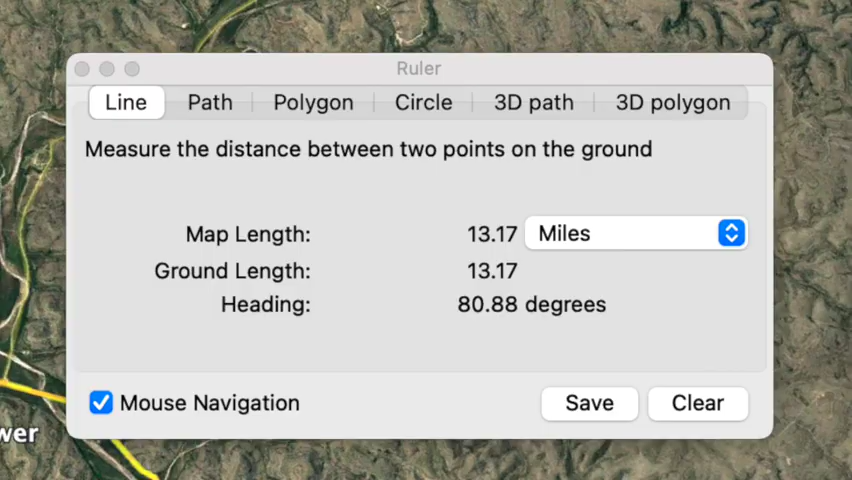 Ruler
Line Path Polygon Circle 3D path 3D polygon
Measure the distance between two points on the ground
Map Length: 13.17 Miles
Ground Length: 13.17
Heading: 80.88 degrees
Mouse Navigation Save Clear
wer